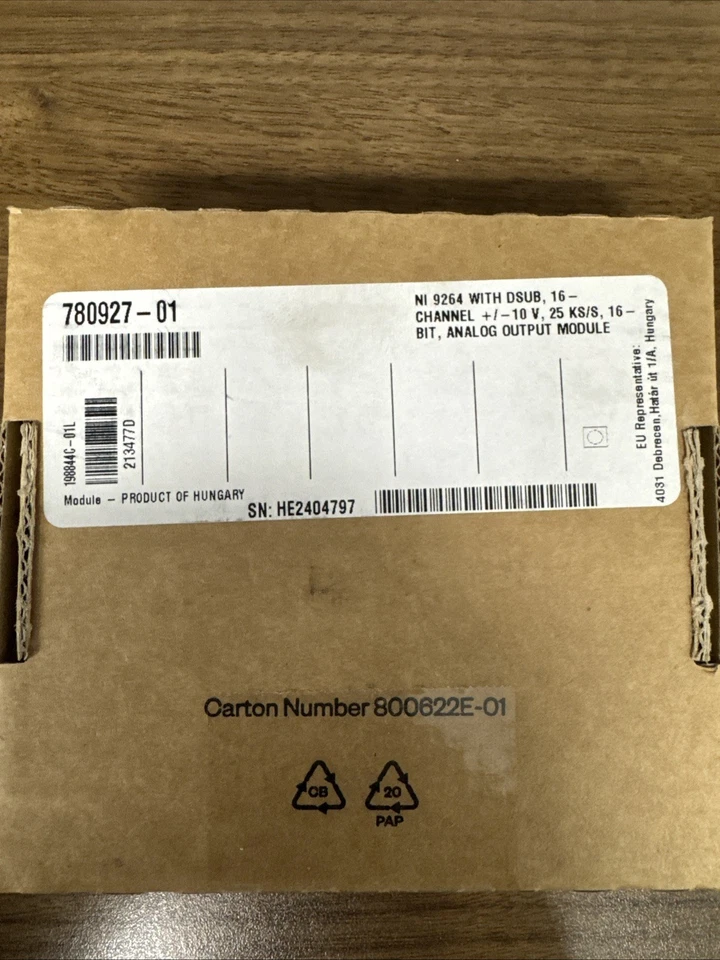 780927-01
NI 9264 WITH DSUB, 16-
CHANNEL +/-10 V, 25 KS/S, 16-
BIT, ANALOG OUTPUT MODULE
198844C-01L
213477D
EU Representative:
4031 Debrecen,Határ út 1/A, Hungary
Module - PRODUCT OF HUNGARY
SN: HE2404797
Carton Number 800622E-01
CB
20
PAP